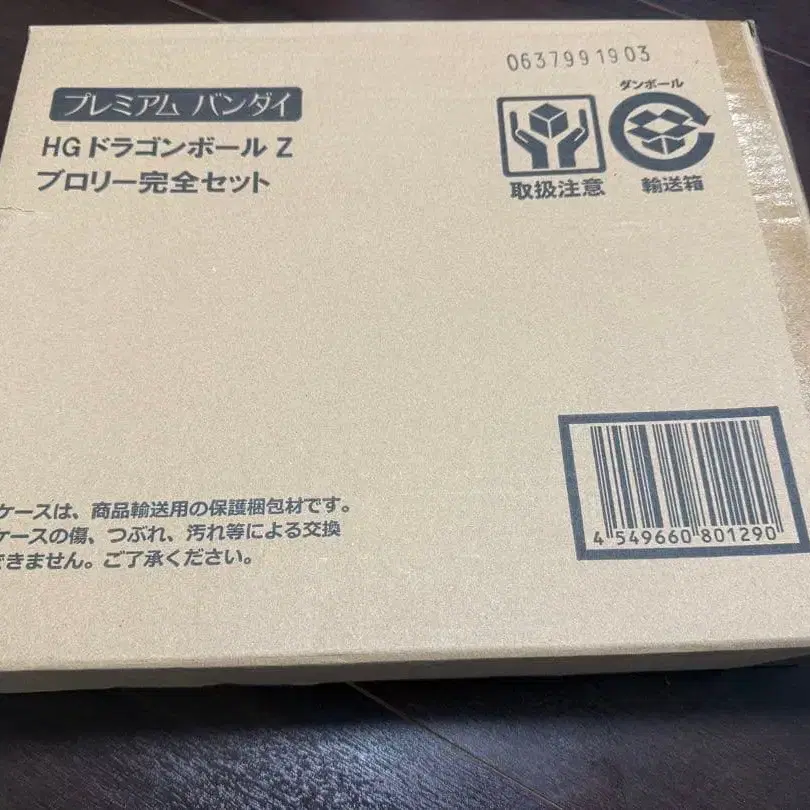 0637991903
プレミアム バンダイ
HG ドラゴンボール Z
ブロリー完全セット
取扱注意
ダンボール
輸送箱
ケースは、商品輸送用の保護梱包材です。
ケースの傷、つぶれ、汚れ等による交換
できません。ご了承ください。
4 549660 801290